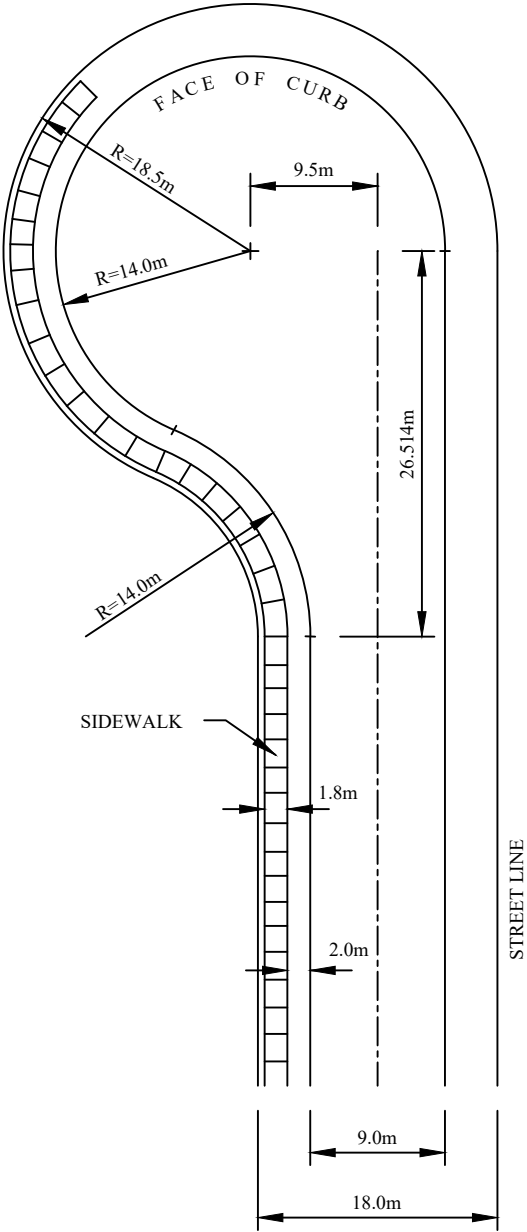 FACE OF CURB
R=18.5m
9.5m
R=14.0m
26.514m
R=14.0m
SIDEWALK
1.8m
STREET LINE
2.0m
9.0m
18.0m